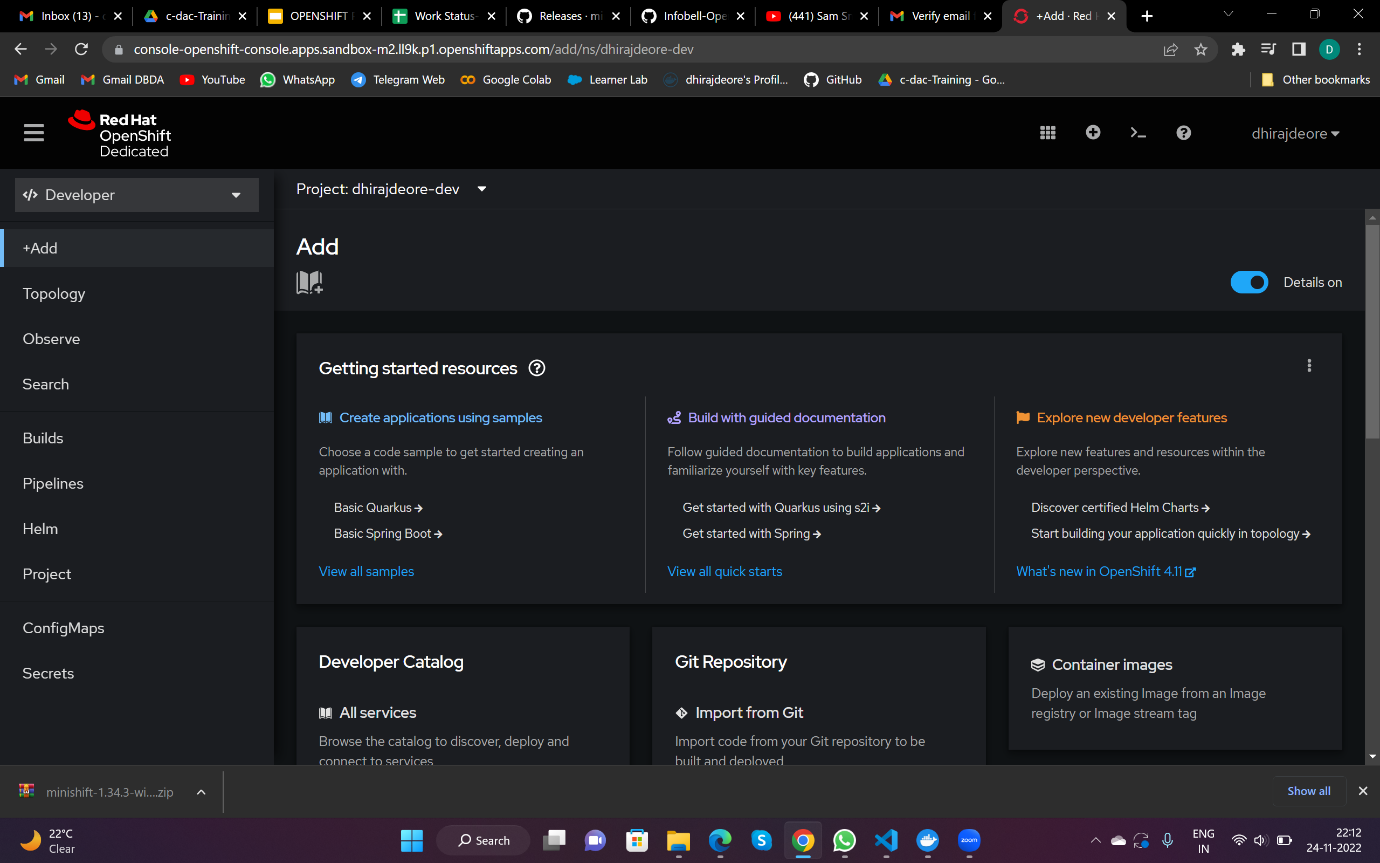 Inbox (13) - c
c-dac-Trainin
OPENSHIFT F
Work Status-
Releases · mi
Infobell-Ope
(441) Sam Sr
Verify email
+Add · Red H
console-openshift-console.apps.sandbox-m2.ll9k.p1.openshiftapps.com/add/ns/dhirajdeore-dev
D
Gmail
Gmail DBDA
YouTube
WhatsApp
Telegram Web
Google Colab
Learner Lab
dhirajdeore's Profil...
GitHub
c-dac-Training - Go...
Other bookmarks
Red Hat
OpenShift
Dedicated
dhirajdeore
Developer
Project: dhirajdeore-dev
+Add
Topology
Observe
Search
Builds
Pipelines
Helm
Project
ConfigMaps
Secrets
Add
Details on
Getting started resources
Create applications using samples
Choose a code sample to get started creating an
application with.
Basic Quarkus
Basic Spring Boot
View all samples
Build with guided documentation
Follow guided documentation to build applications and
familiarize yourself with key features.
Get started with Quarkus using s2i
Get started with Spring
View all quick starts
Explore new developer features
Explore new features and resources within the
developer perspective.
Discover certified Helm Charts
Start building your application quickly in topology
What's new in OpenShift 4.11
Developer Catalog
All services
Browse the catalog to discover, deploy and
connect to services
Git Repository
Import from Git
Import code from your Git repository to be
built and deployed
Container images
Deploy an existing Image from an Image
registry or Image stream tag
minishift-1.34.3-wi....zip
Show all
22°C
Clear
Search
zoom
ENG
IN
22:12
24-11-2022